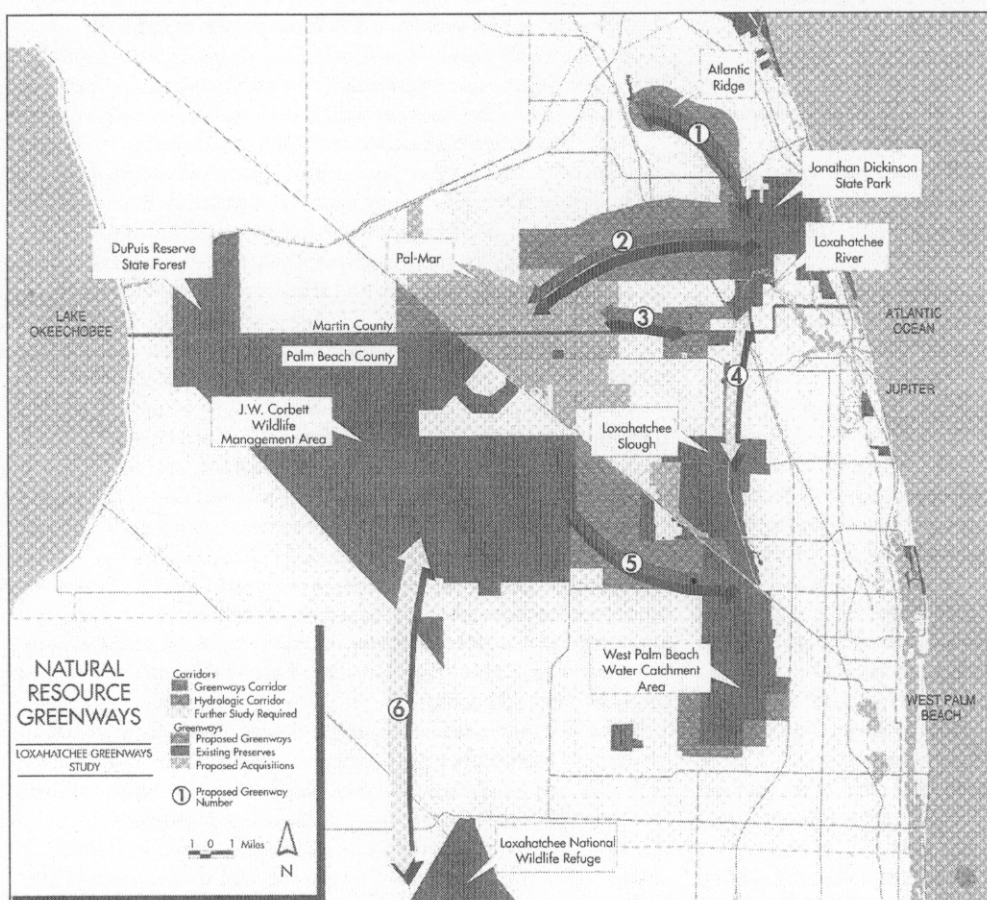 Atlantic
Ridge
1
Jonathan Dickinson
State Park
DuPuis Reserve
State Forest
2
Pal-Mar
Loxahatchee
River
LAKE
OKEECHOBEE
Martin County
3
ATLANTIC
OCEAN
Palm Beach County
4
JUPITER
J.W. Corbett
Wildlife
Management Area
Loxahatchee
Slough
5
West Palm Beach
Water Catchment
Area
6
WEST PALM
BEACH
NATURAL
RESOURCE
GREENWAYS
LOXAHATCHEE GREENWAYS
STUDY
Corridors
Greenways Corridor
Hydrologic Corridor
Further Study Required
Greenways
Proposed Greenways
Existing Preserves
Proposed Acquisitions
1 Proposed Greenway
Number
1 0 1 Miles
N
Loxahatchee National
Wildlife Refuge